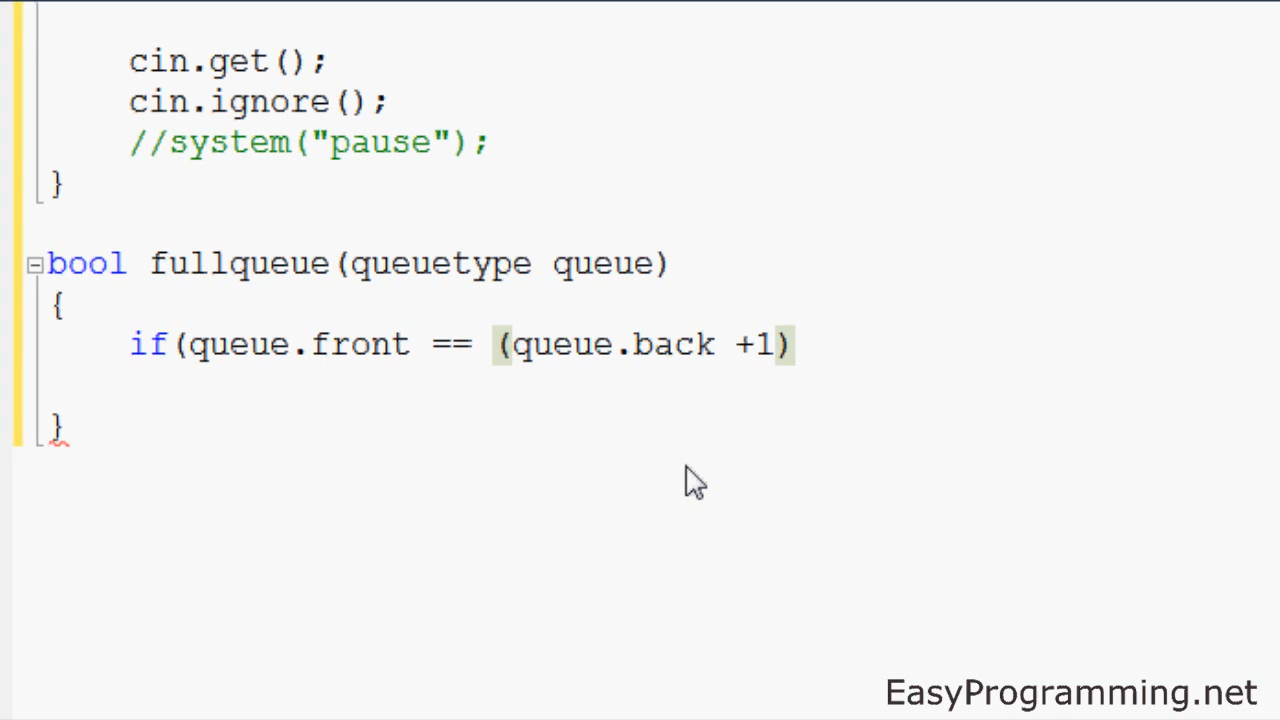 cin.get();
cin.ignore();
//system("pause");
}
bool fullqueue(queuetype queue)
{
if(queue.front == (queue.back +1)
}
EasyProgramming.net